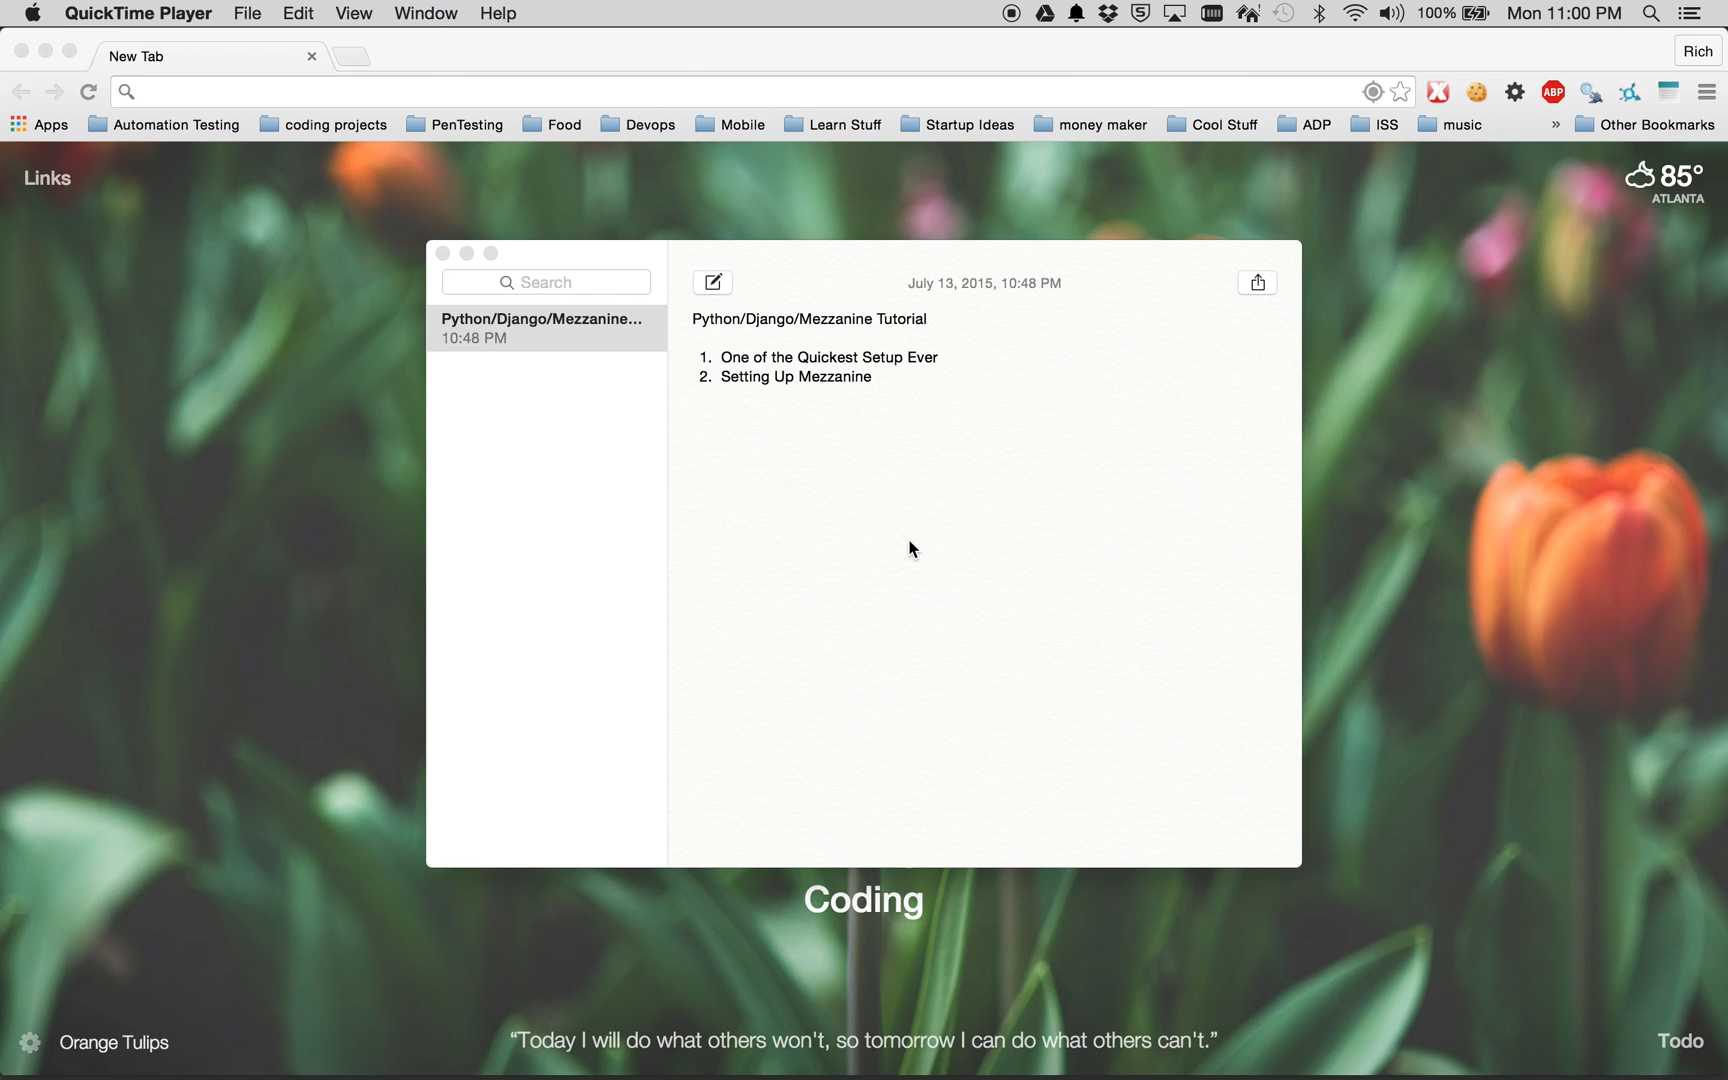 QuickTime Player File Edit View Window Help 100% Mon 11:00 PM
New Tab
Rich
ABP
Apps Automation Testing coding projects PenTesting Food Devops Mobile Learn Stuff Startup Ideas money maker Cool Stuff ADP ISS music » Other Bookmarks
Links
85°
ATLANTA
Search
July 13, 2015, 10:48 PM
Python/Django/Mezzanine...
10:48 PM
Python/Django/Mezzanine Tutorial
1. One of the Quickest Setup Ever
2. Setting Up Mezzanine
Coding
Orange Tulips
“Today I will do what others won't, so tomorrow I can do what others can't.”
Todo